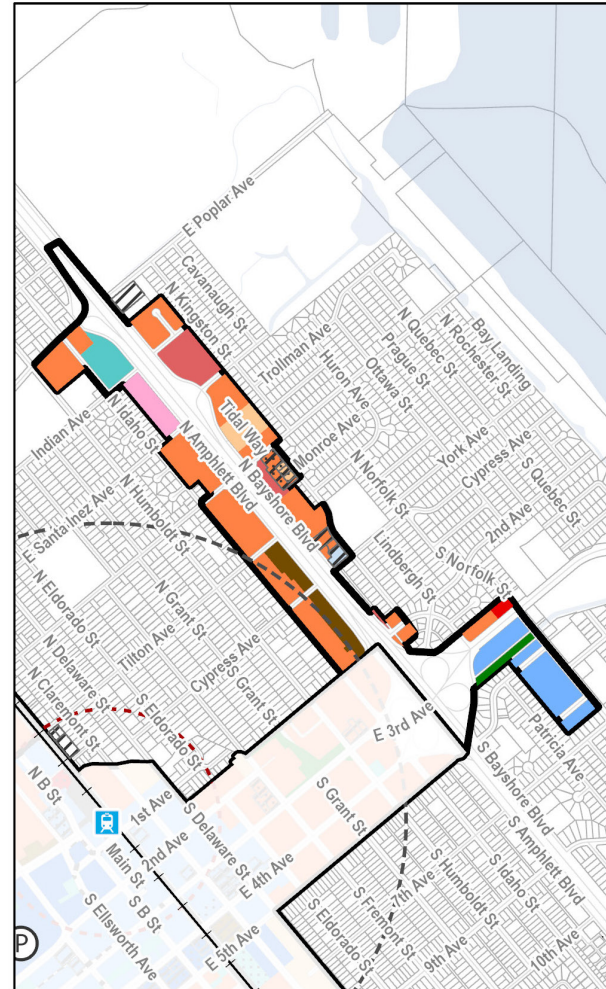 E Poplar Ave
Cavanaugh St
N Kingston St
Trollman Ave
Huron Ave
Ottawa St
Prague St
N Quebec St
N Rochester St
Bay Landing
Indian Ave
N Idaho St
N Amphlett Blvd
Tidal Way
N Bayshore Blvd
Monroe Ave
York Ave
Cypress Ave
S Quebec St
N Norfolk St
2nd Ave
E Santa Inez Ave
N Humboldt St
Lindbergh St
S Norfolk St
N Eldorado St
N Grant St
Tilton Ave
Cypress Ave
S Grant St
N Delaware St
N Claremont St
S Eldorado St
E 3rd Ave
Patricia Ave
S Bayshore Blvd
S Amphlett Blvd
N B St
1st Ave
2nd Ave
Main St
S B St
S Delaware St
E 4th Ave
S Grant St
S Ellsworth Ave
E 5th Ave
S Eldorado St
S Fremont St
7th Ave
S Humboldt St
S Idaho St
9th Ave
10th Ave
P